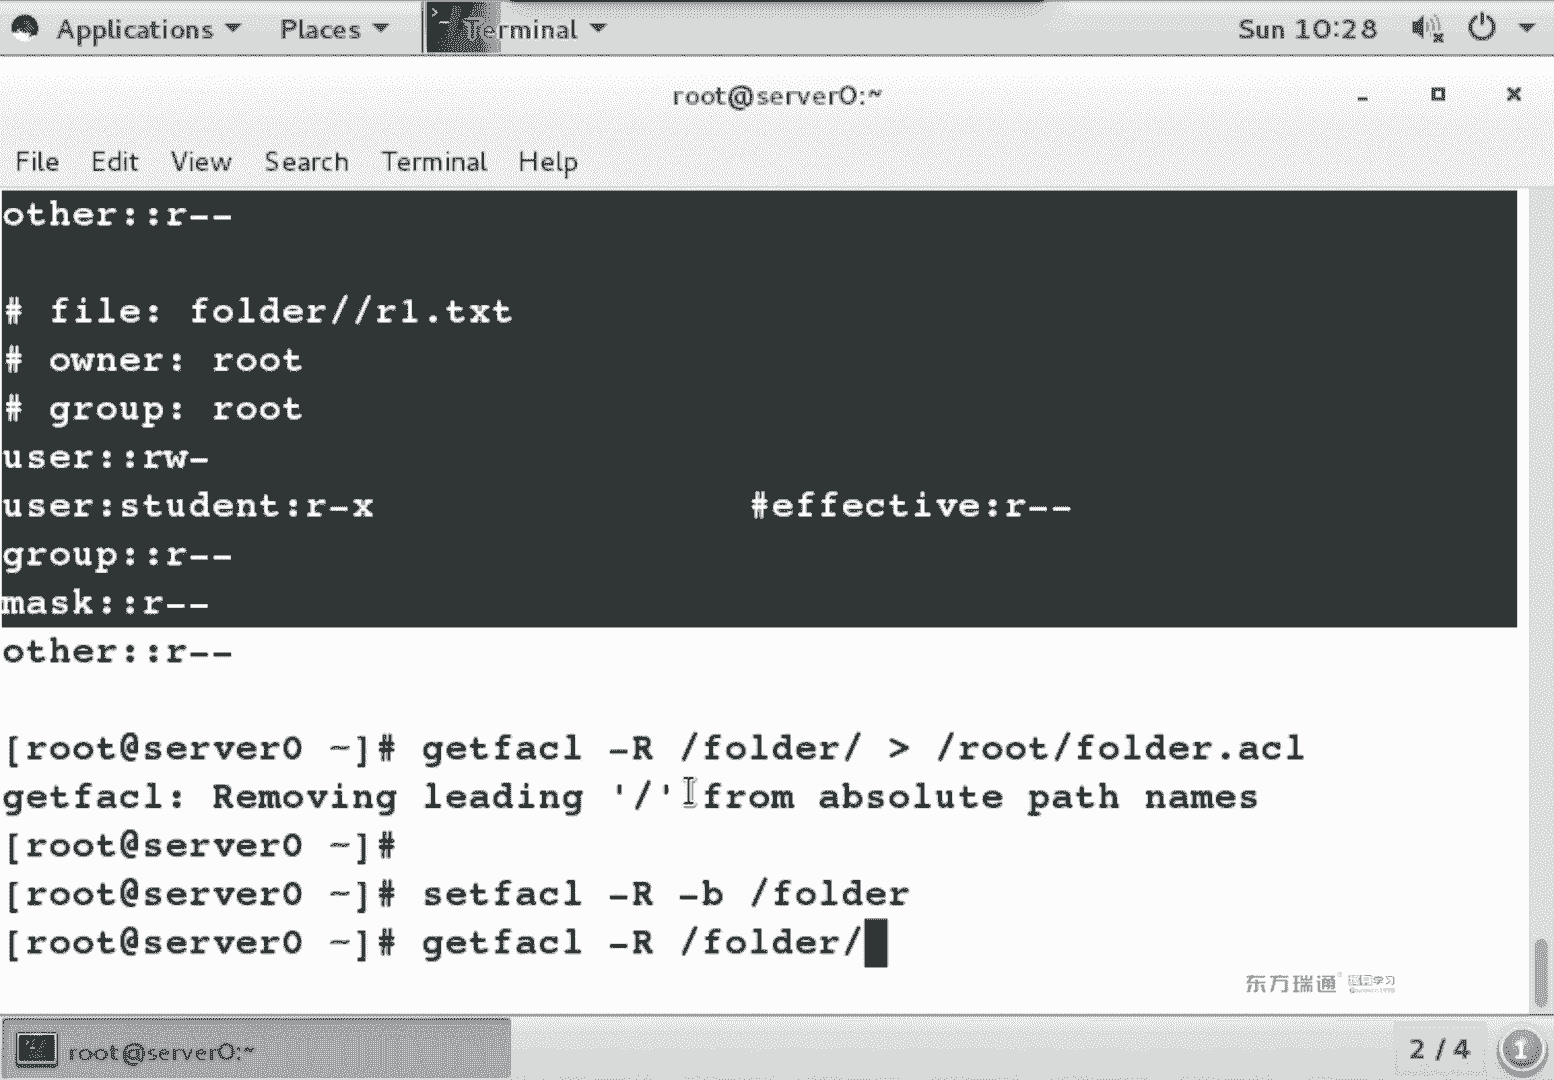 Applications Places Terminal Sun 10:28
root@server0:~
File Edit View Search Terminal Help
other::r--
# file: folder//r1.txt
# owner: root
# group: root
user::rw-
user:student:r-x #effective:r--
group::r--
mask::r--
other::r--
[root@server0 ~]# getfacl -R /folder/ > /root/folder.acl
getfacl: Removing leading '/' from absolute path names
[root@server0 ~]#
[root@server0 ~]# setfacl -R -b /folder
[root@server0 ~]# getfacl -R /folder/
东方瑞通
root@server0:~ 2 / 4 1